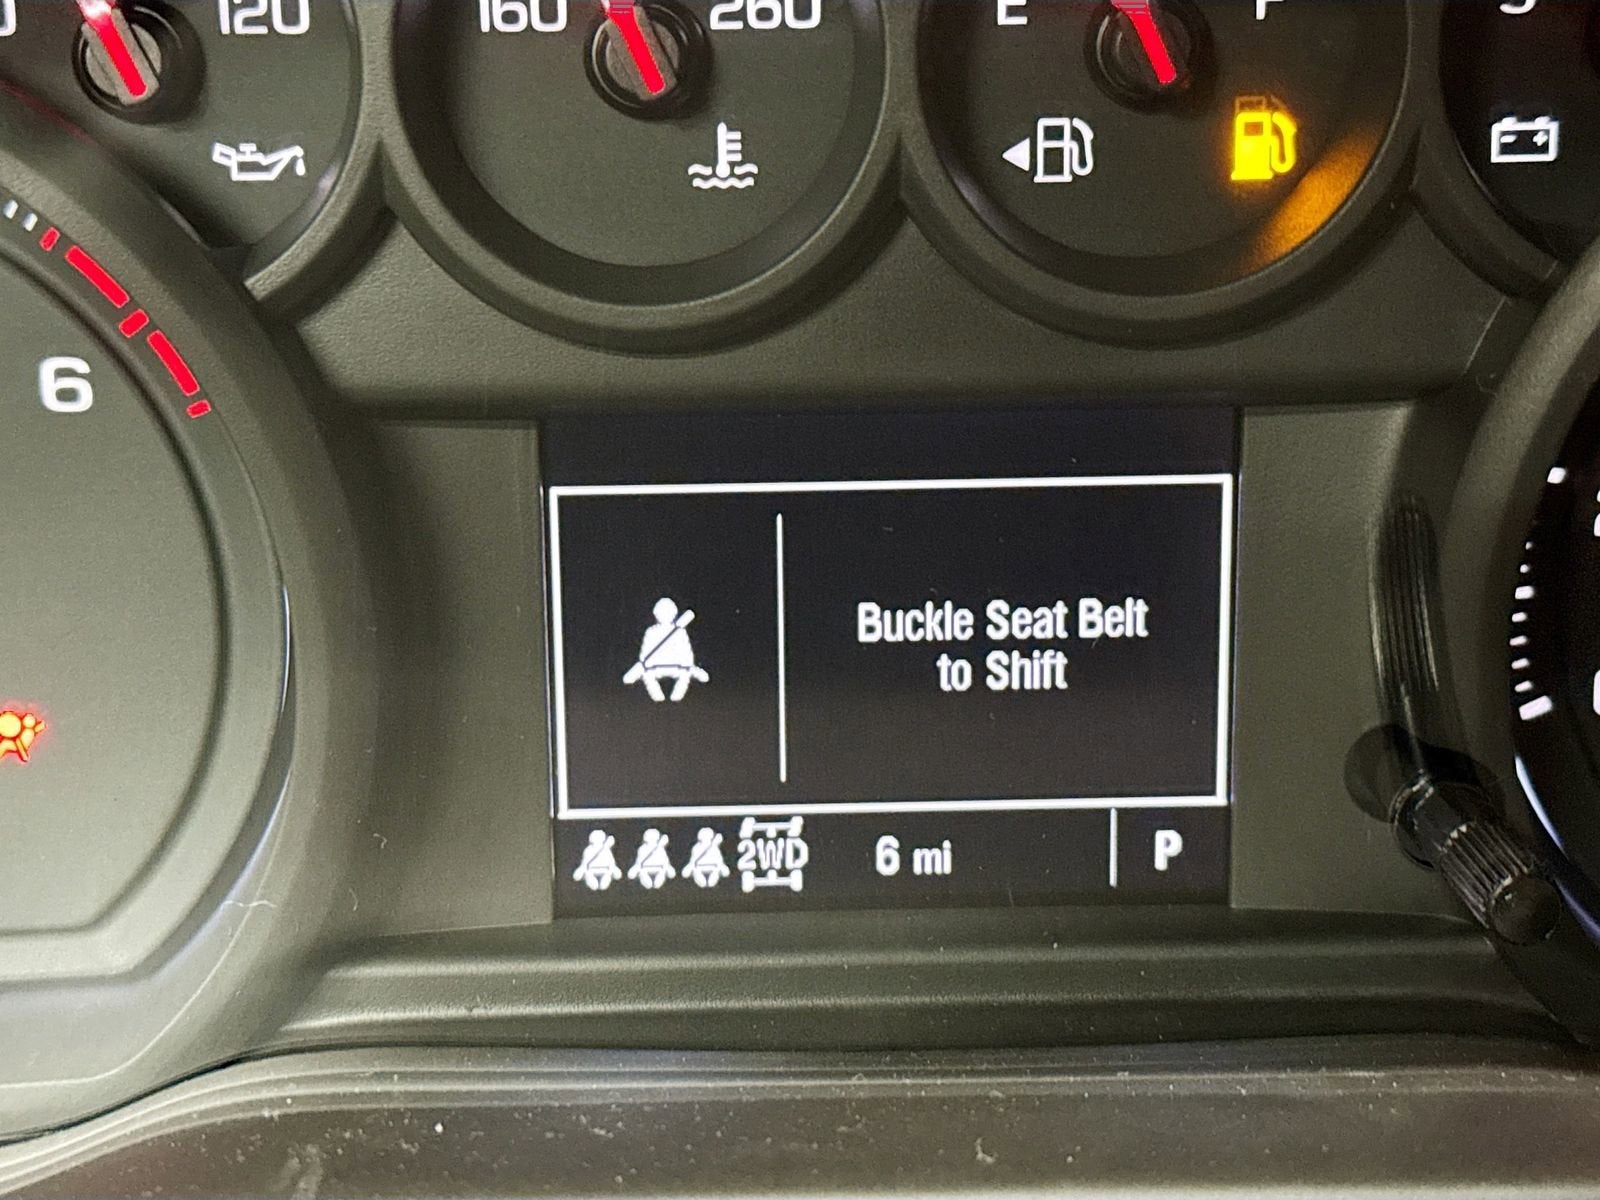 120
160
260
E
F
6
Buckle Seat Belt
to Shift
2WD
6 mi
P